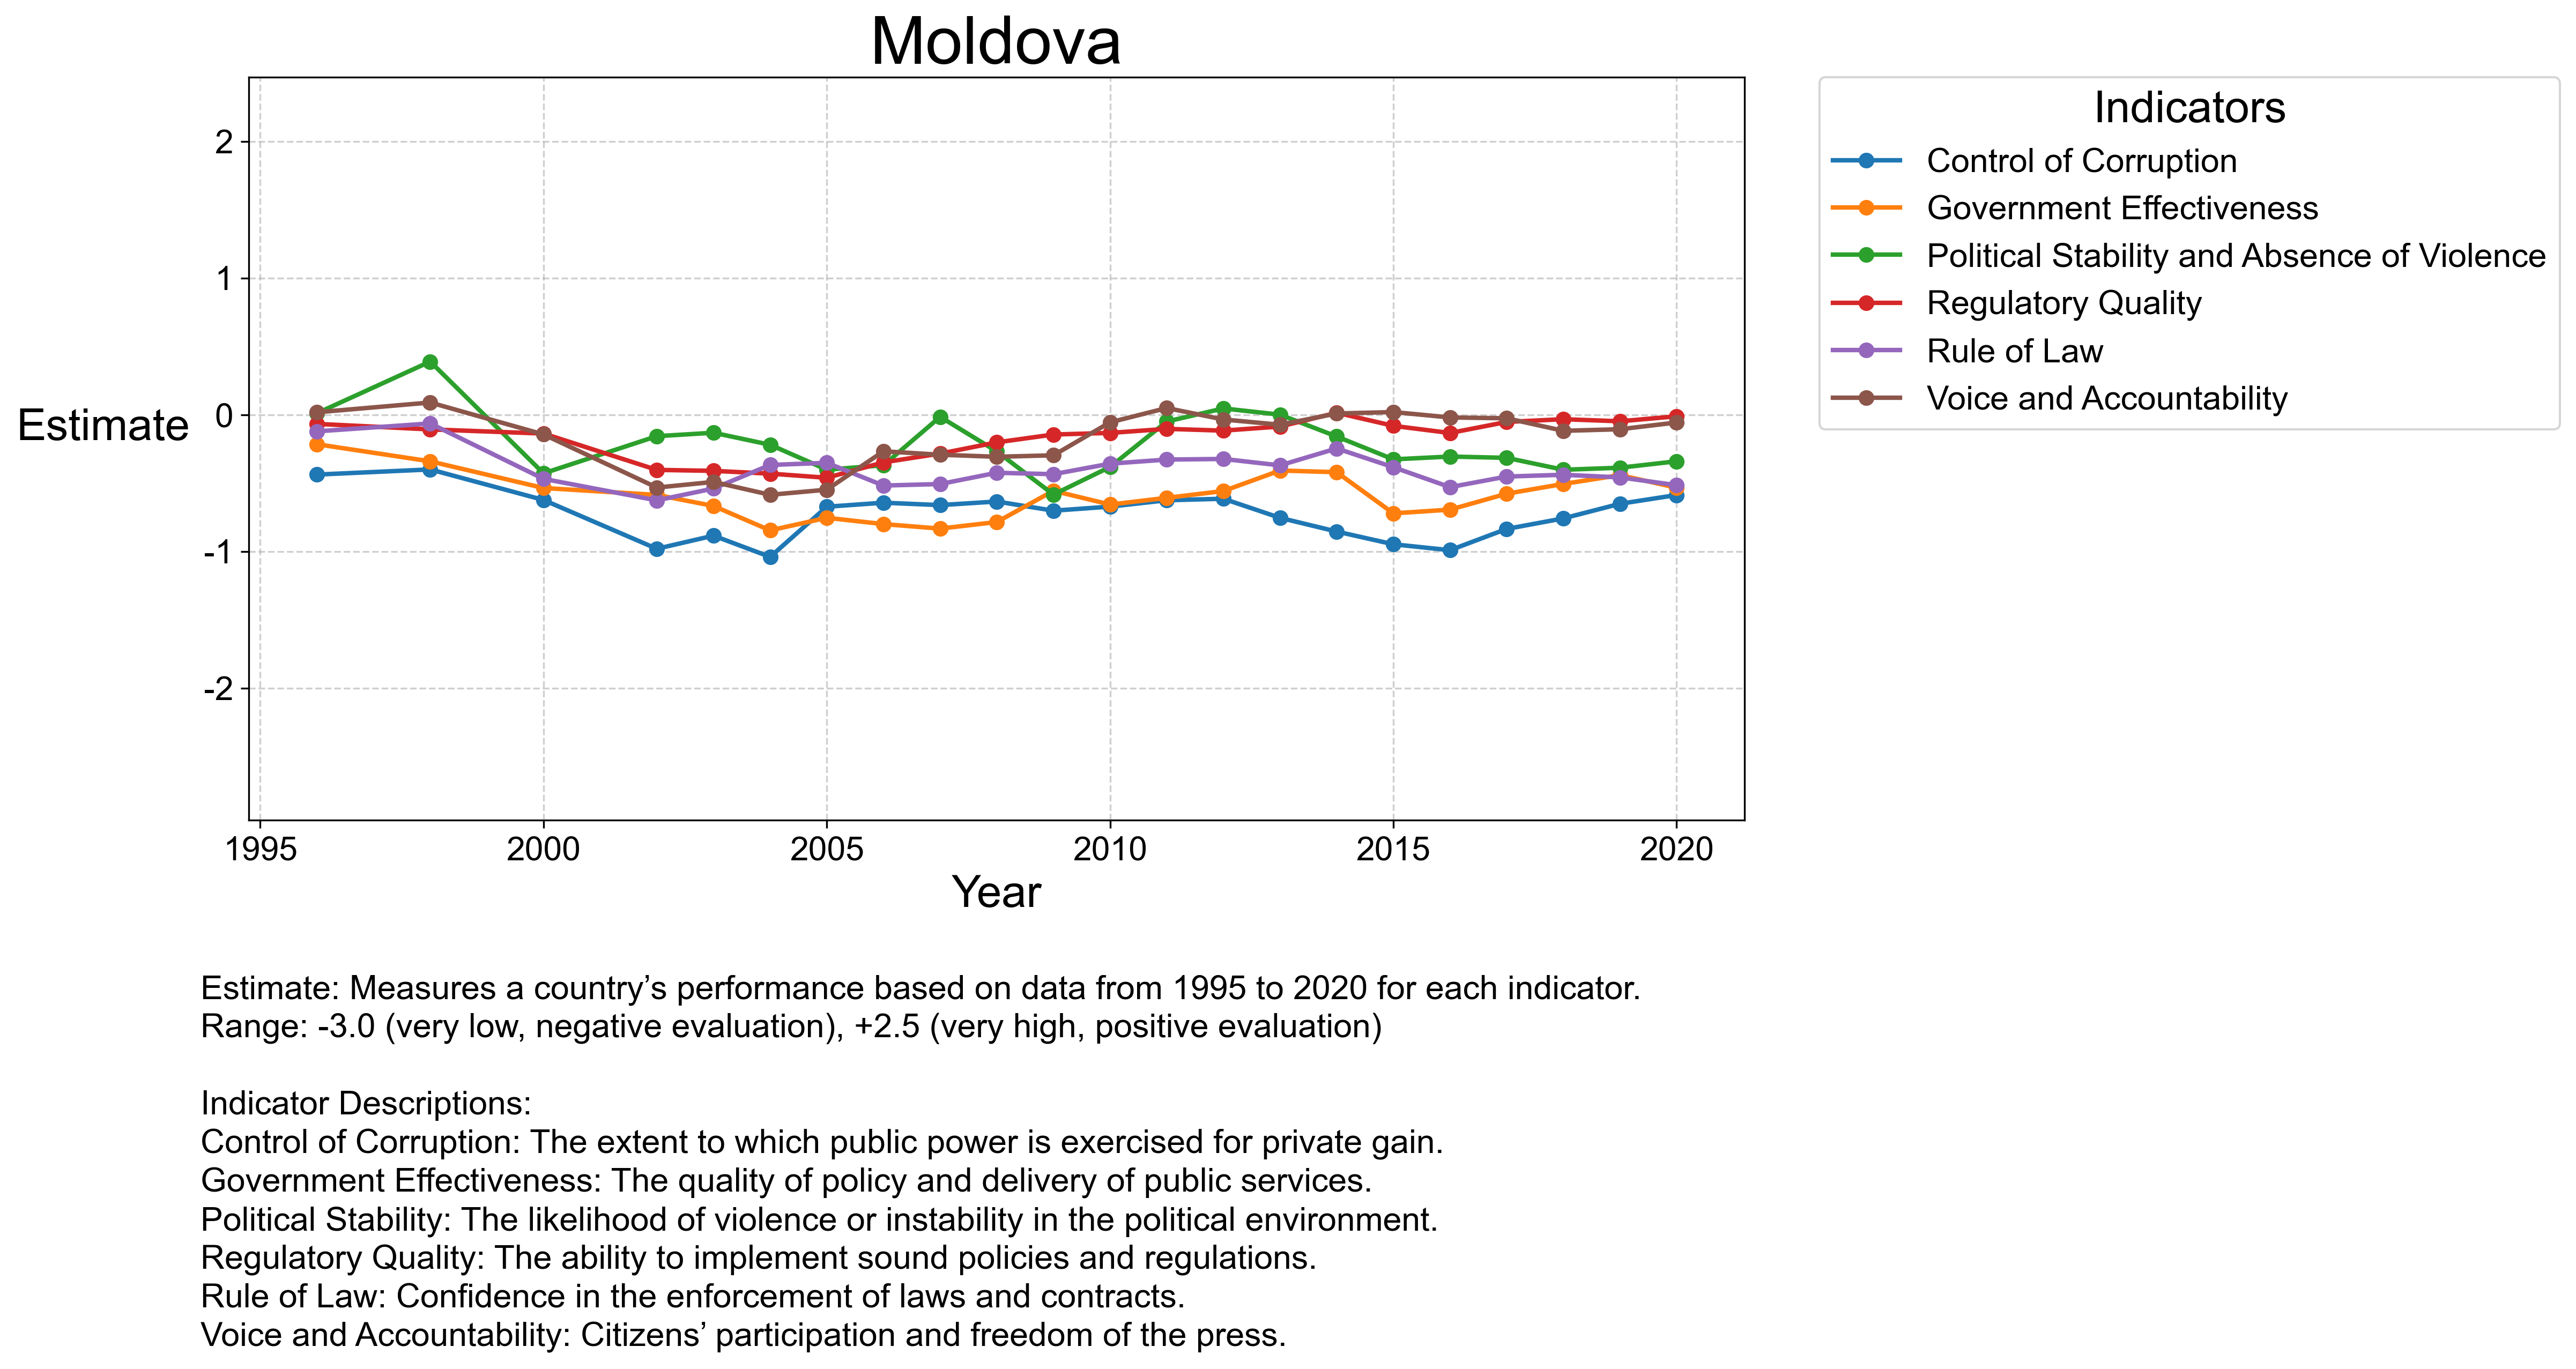 Moldova
Indicators
Control of Corruption
Government Effectiveness
Political Stability and Absence of Violence
Regulatory Quality
Rule of Law
Voice and Accountability
Estimate
2
1
0
-1
-2
1995 2000 2005 2010 2015 2020
Year
Estimate: Measures a country’s performance based on data from 1995 to 2020 for each indicator.
Range: -3.0 (very low, negative evaluation), +2.5 (very high, positive evaluation)
Indicator Descriptions:
Control of Corruption: The extent to which public power is exercised for private gain.
Government Effectiveness: The quality of policy and delivery of public services.
Political Stability: The likelihood of violence or instability in the political environment.
Regulatory Quality: The ability to implement sound policies and regulations.
Rule of Law: Confidence in the enforcement of laws and contracts.
Voice and Accountability: Citizens’ participation and freedom of the press.